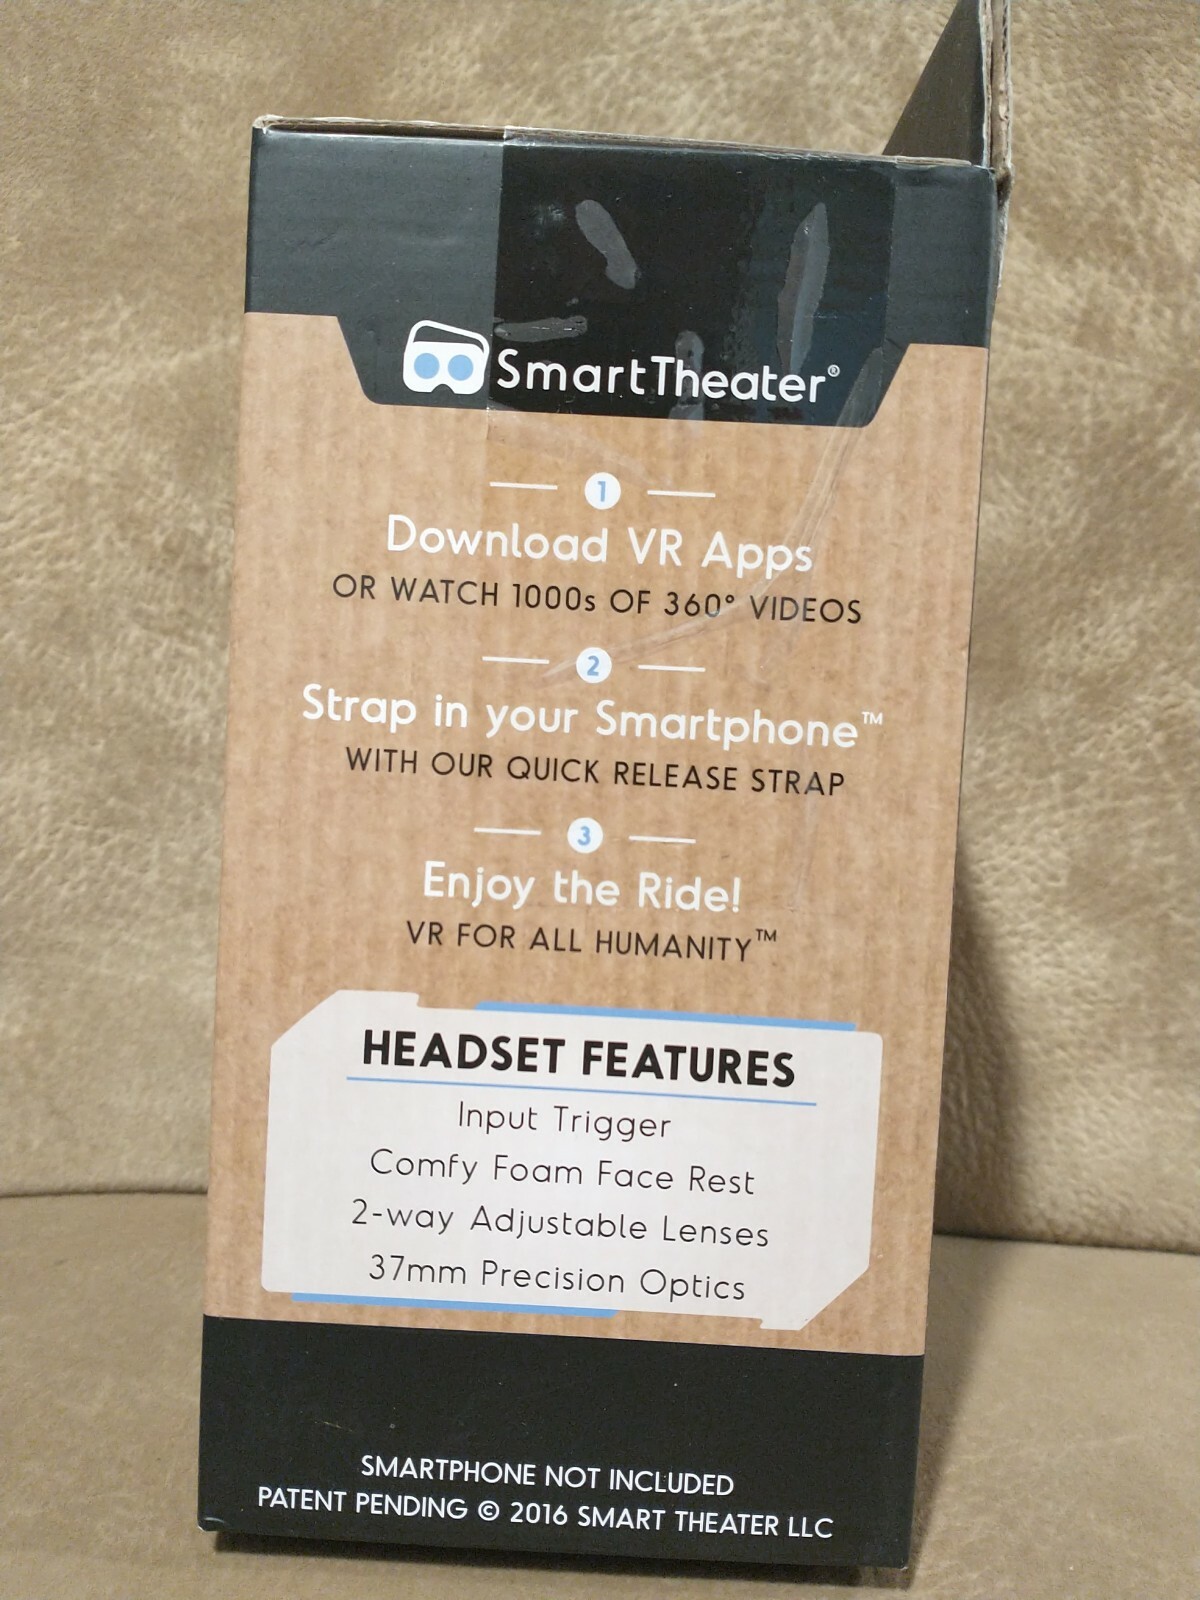 SmartTheater®
1
Download VR Apps
OR WATCH 1000s OF 360° VIDEOS
2
Strap in your Smartphone™
WITH OUR QUICK RELEASE STRAP
3
Enjoy the Ride!
VR FOR ALL HUMANITY™
HEADSET FEATURES
Input Trigger
Comfy Foam Face Rest
2-way Adjustable Lenses
37mm Precision Optics
SMARTPHONE NOT INCLUDED
PATENT PENDING © 2016 SMART THEATER LLC